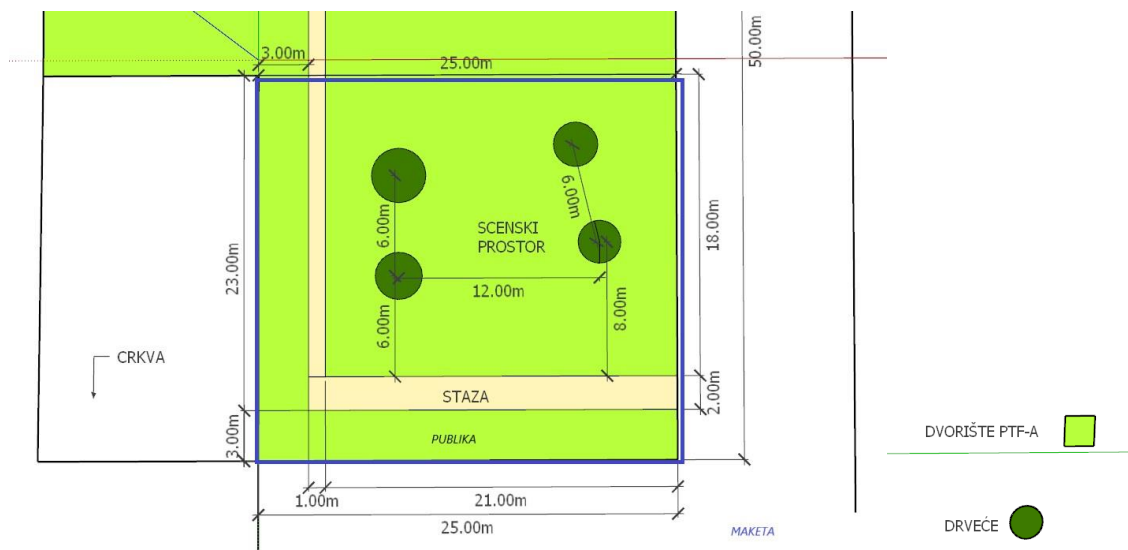 3.00m
25.00m
50.00m
6.00m
6.00m
SCENSKI
PROSTOR
18.00m
23.00m
12.00m
6.00m
8.00m
CRKVA
STAZA
2.00m
3.00m
PUBLIKA
DVORIŠTE PTF-A
1.00m
21.00m
25.00m
MAKETA
DRVEĆE